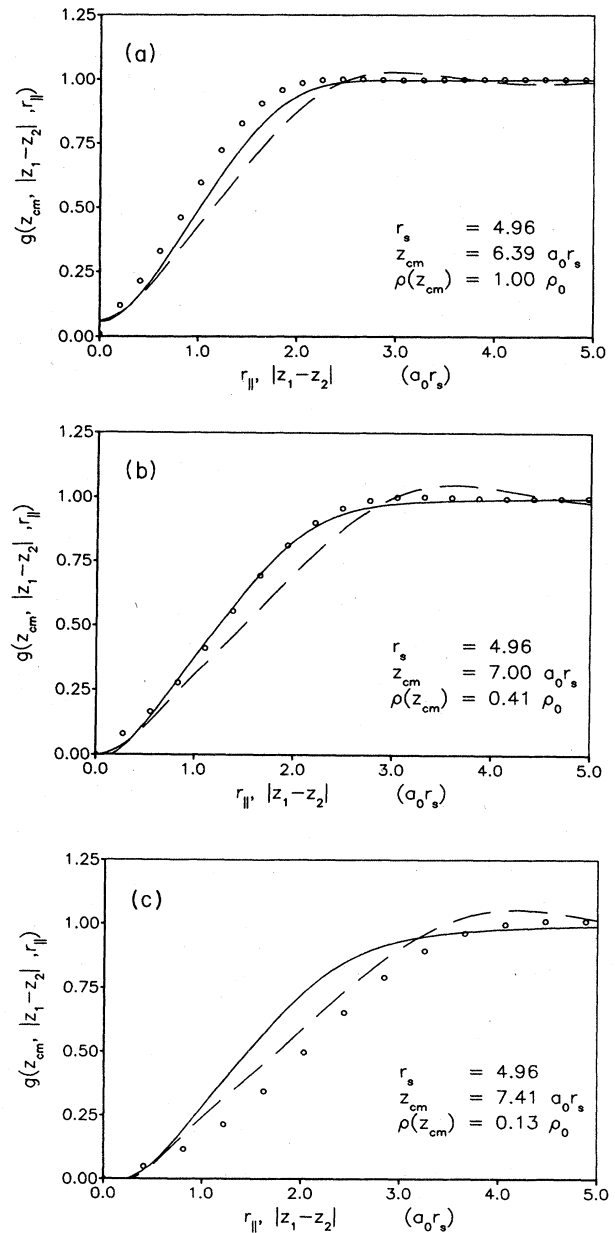 (a)
1.25
1.00
0.75
0.50
0.25
0.00
g(z_cm, |z_1−z_2|, r_||)
r_s = 4.96
z_cm = 6.39 a_0r_s
ρ(z_cm) = 1.00 ρ_0
0.0 1.0 2.0 3.0 4.0 5.0
r_||, |z_1−z_2| (a_0r_s)
(b)
1.25
1.00
0.75
0.50
0.25
0.00
g(z_cm, |z_1−z_2|, r_||)
r_s = 4.96
z_cm = 7.00 a_0r_s
ρ(z_cm) = 0.41 ρ_0
0.0 1.0 2.0 3.0 4.0 5.0
r_||, |z_1−z_2| (a_0r_s)
(c)
1.25
1.00
0.75
0.50
0.25
0.00
g(z_cm, |z_1−z_2|, r_||)
r_s = 4.96
z_cm = 7.41 a_0r_s
ρ(z_cm) = 0.13 ρ_0
0.0 1.0 2.0 3.0 4.0 5.0
r_||, |z_1−z_2| (a_0r_s)